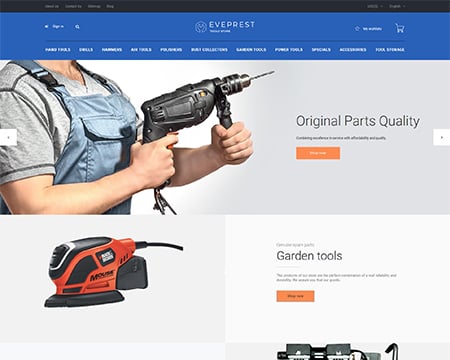 About Us Contact Us Sitemap Blog USD($) English
EVEPREST
TOOLS STORE
Sign in My wishlist
HAND TOOLS DRILLS HAMMERS AIR TOOLS POLISHERS DUST COLLECTORS GARDEN TOOLS POWER TOOLS SPECIALS ACCESSORIES TOOL STORAGE
Original Parts Quality
Combining excellence in service with affordability and quality.
Shop now
BLACK & DECKER
MOUSE
Genuine spare parts
Garden tools
The products of our store are the perfect combination of
durability. We assure you that our goods.
Shop now